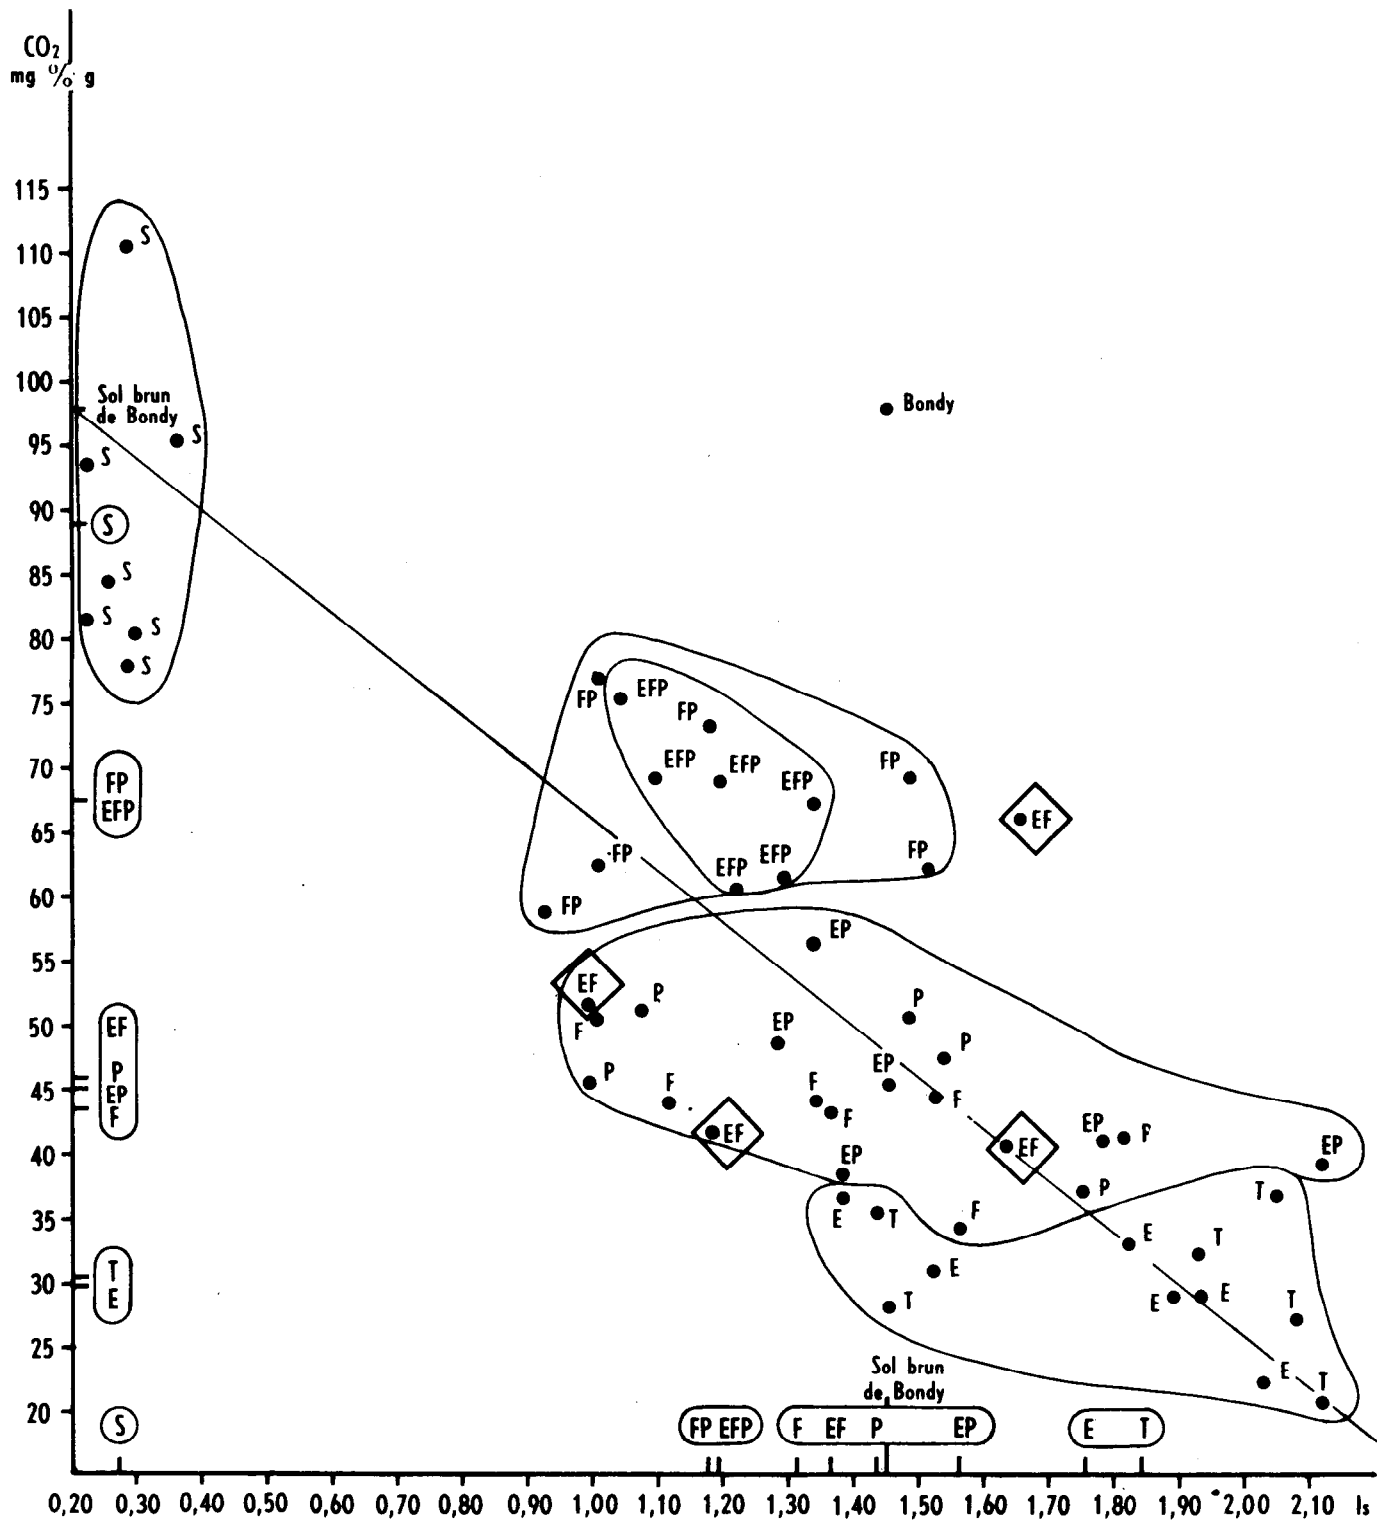 CO2
mg % g
115
S
110
105
100
Sol brun
de Bondy
Bondy
95
S
S
90
S
85
S
S
S
80
S
75
FP
EFP
FP
70
FP
EFP
EFP
EFP
EFP
FP
EF
65
FP
EFP
EFP
FP
60
FP
EP
55
EF
P
P
50
EF
F
EP
P
P
P
EP
45
EP
F
F
F
F
F
EF
EF
EP
P
40
EP
EP
P
T
35
E
T
F
30
T
E
E
E
T
E
E
T
T
25
Sol brun
de Bondy
E
T
20
S
FP EFP
F EF P EP
E T
0,20 0,30 0,40 0,50 0,60 0,70 0,80 0,90 1,00 1,10 1,20 1,30 1,40 1,50 1,60 1,70 1,80 1,90 2,00 2,10 Is